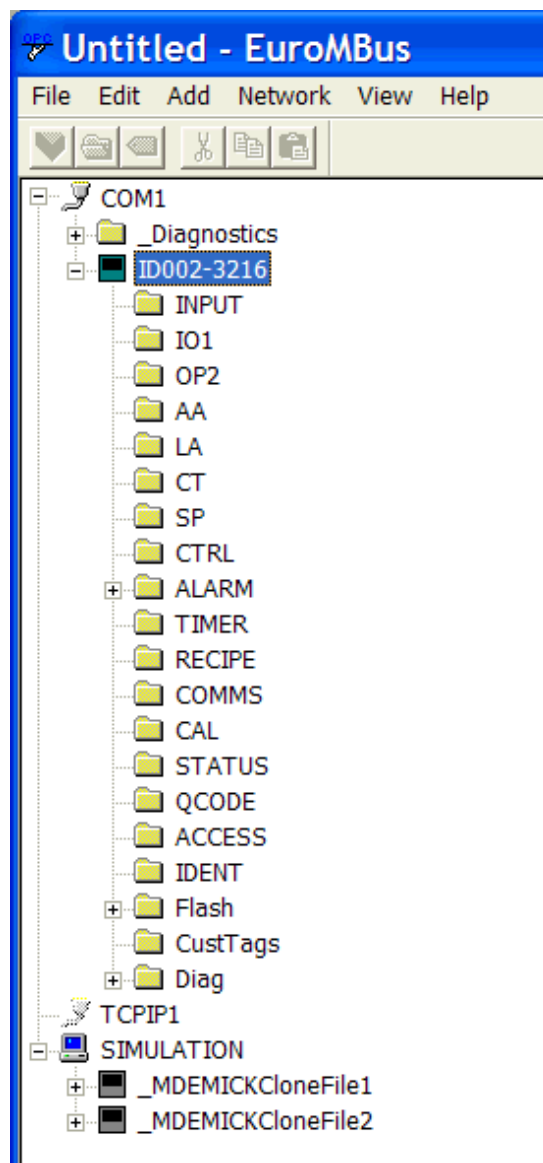 OPC
Untitled - EuroMBus
File Edit Add Network View Help
COM1
_Diagnostics
ID002-3216
INPUT
IO1
OP2
AA
LA
CT
SP
CTRL
ALARM
TIMER
RECIPE
COMMS
CAL
STATUS
QCODE
ACCESS
IDENT
Flash
CustTags
Diag
TCPIP1
SIMULATION
_MDEMICKCloneFile1
_MDEMICKCloneFile2